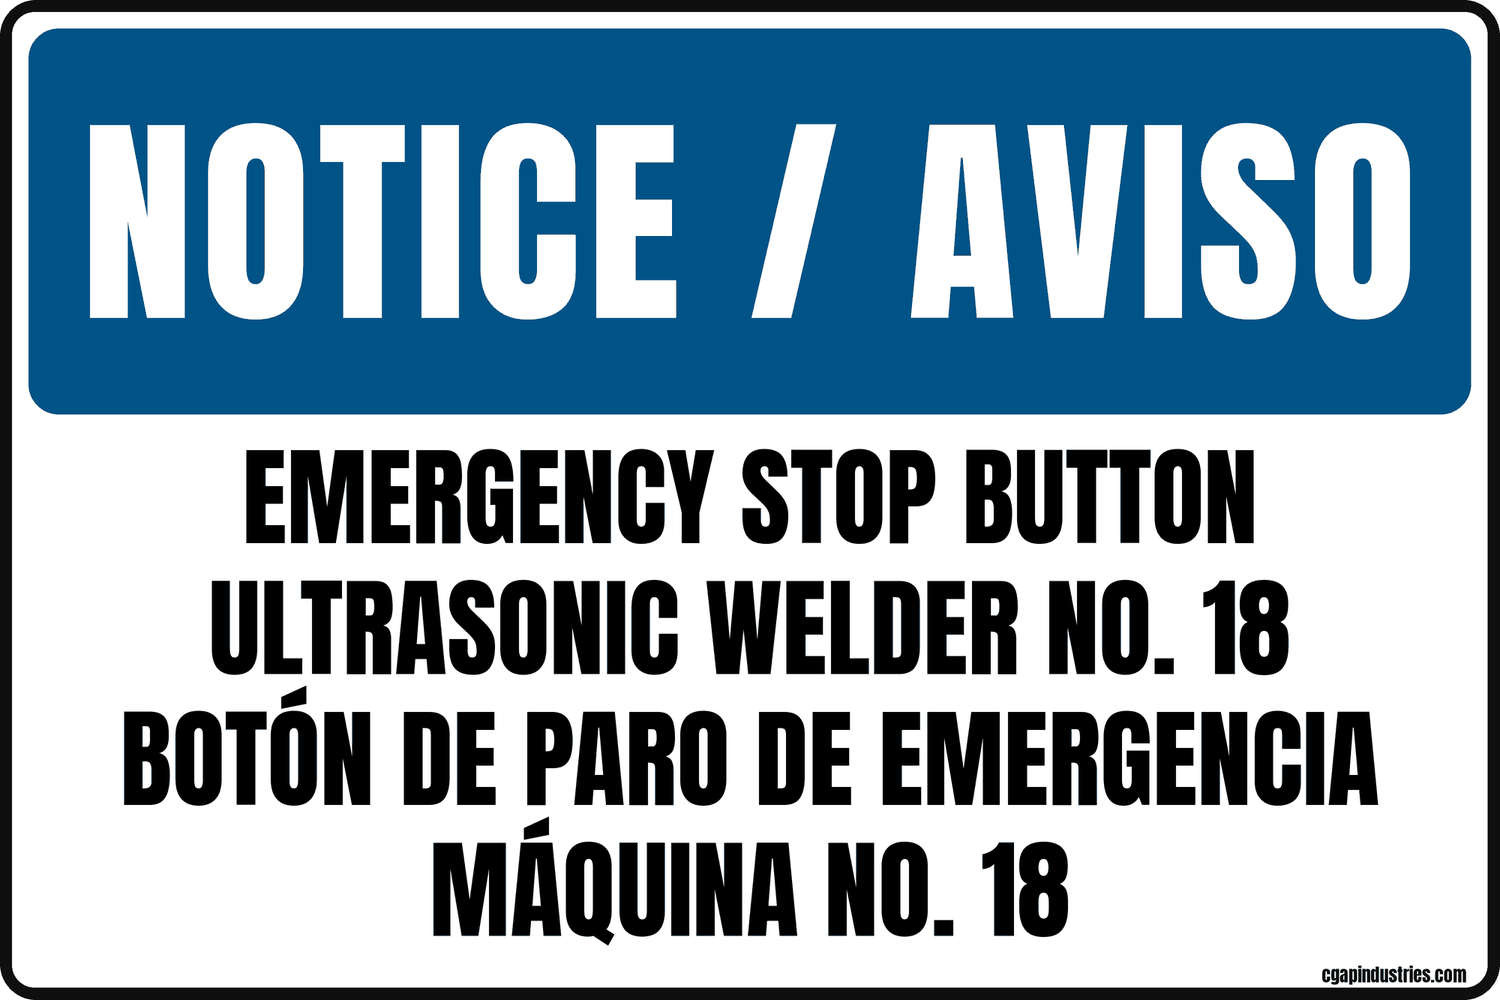 NOTICE / AVISO
EMERGENCY STOP BUTTON
ULTRASONIC WELDER NO. 18
BOTÓN DE PARO DE EMERGENCIA
MÁQUINA NO. 18
cgapindustries.com